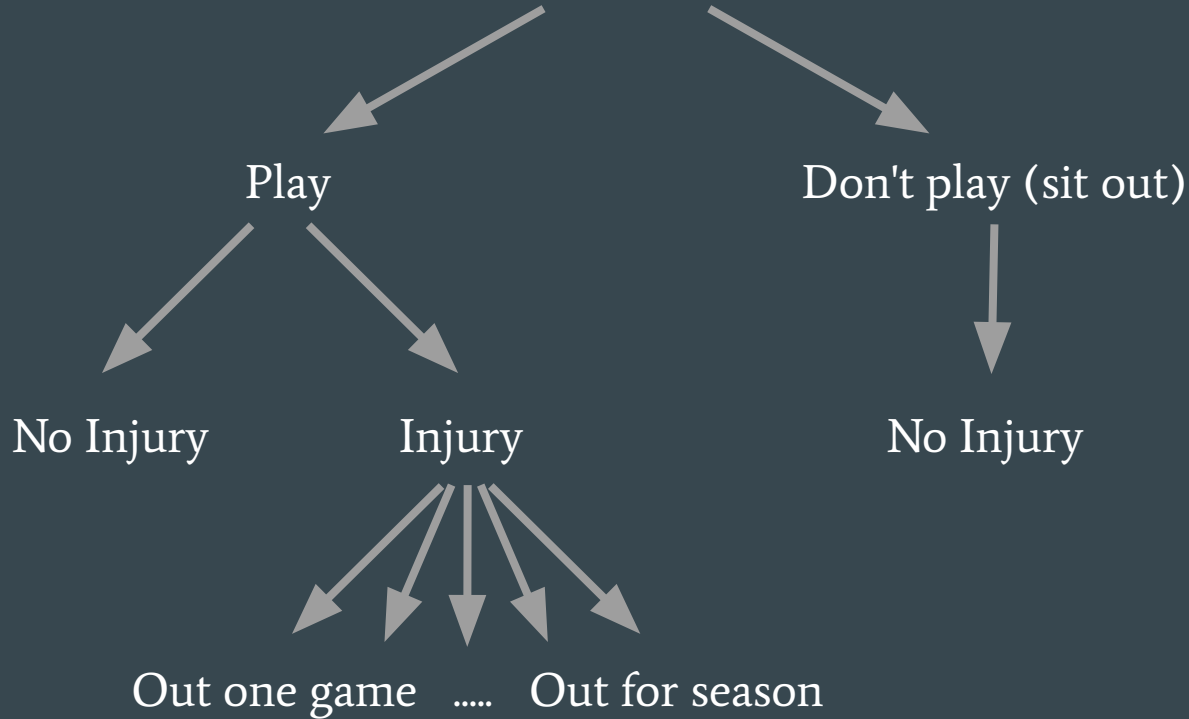 Play
Don't play (sit out)
No Injury
Injury
No Injury
Out one game ..... Out for season